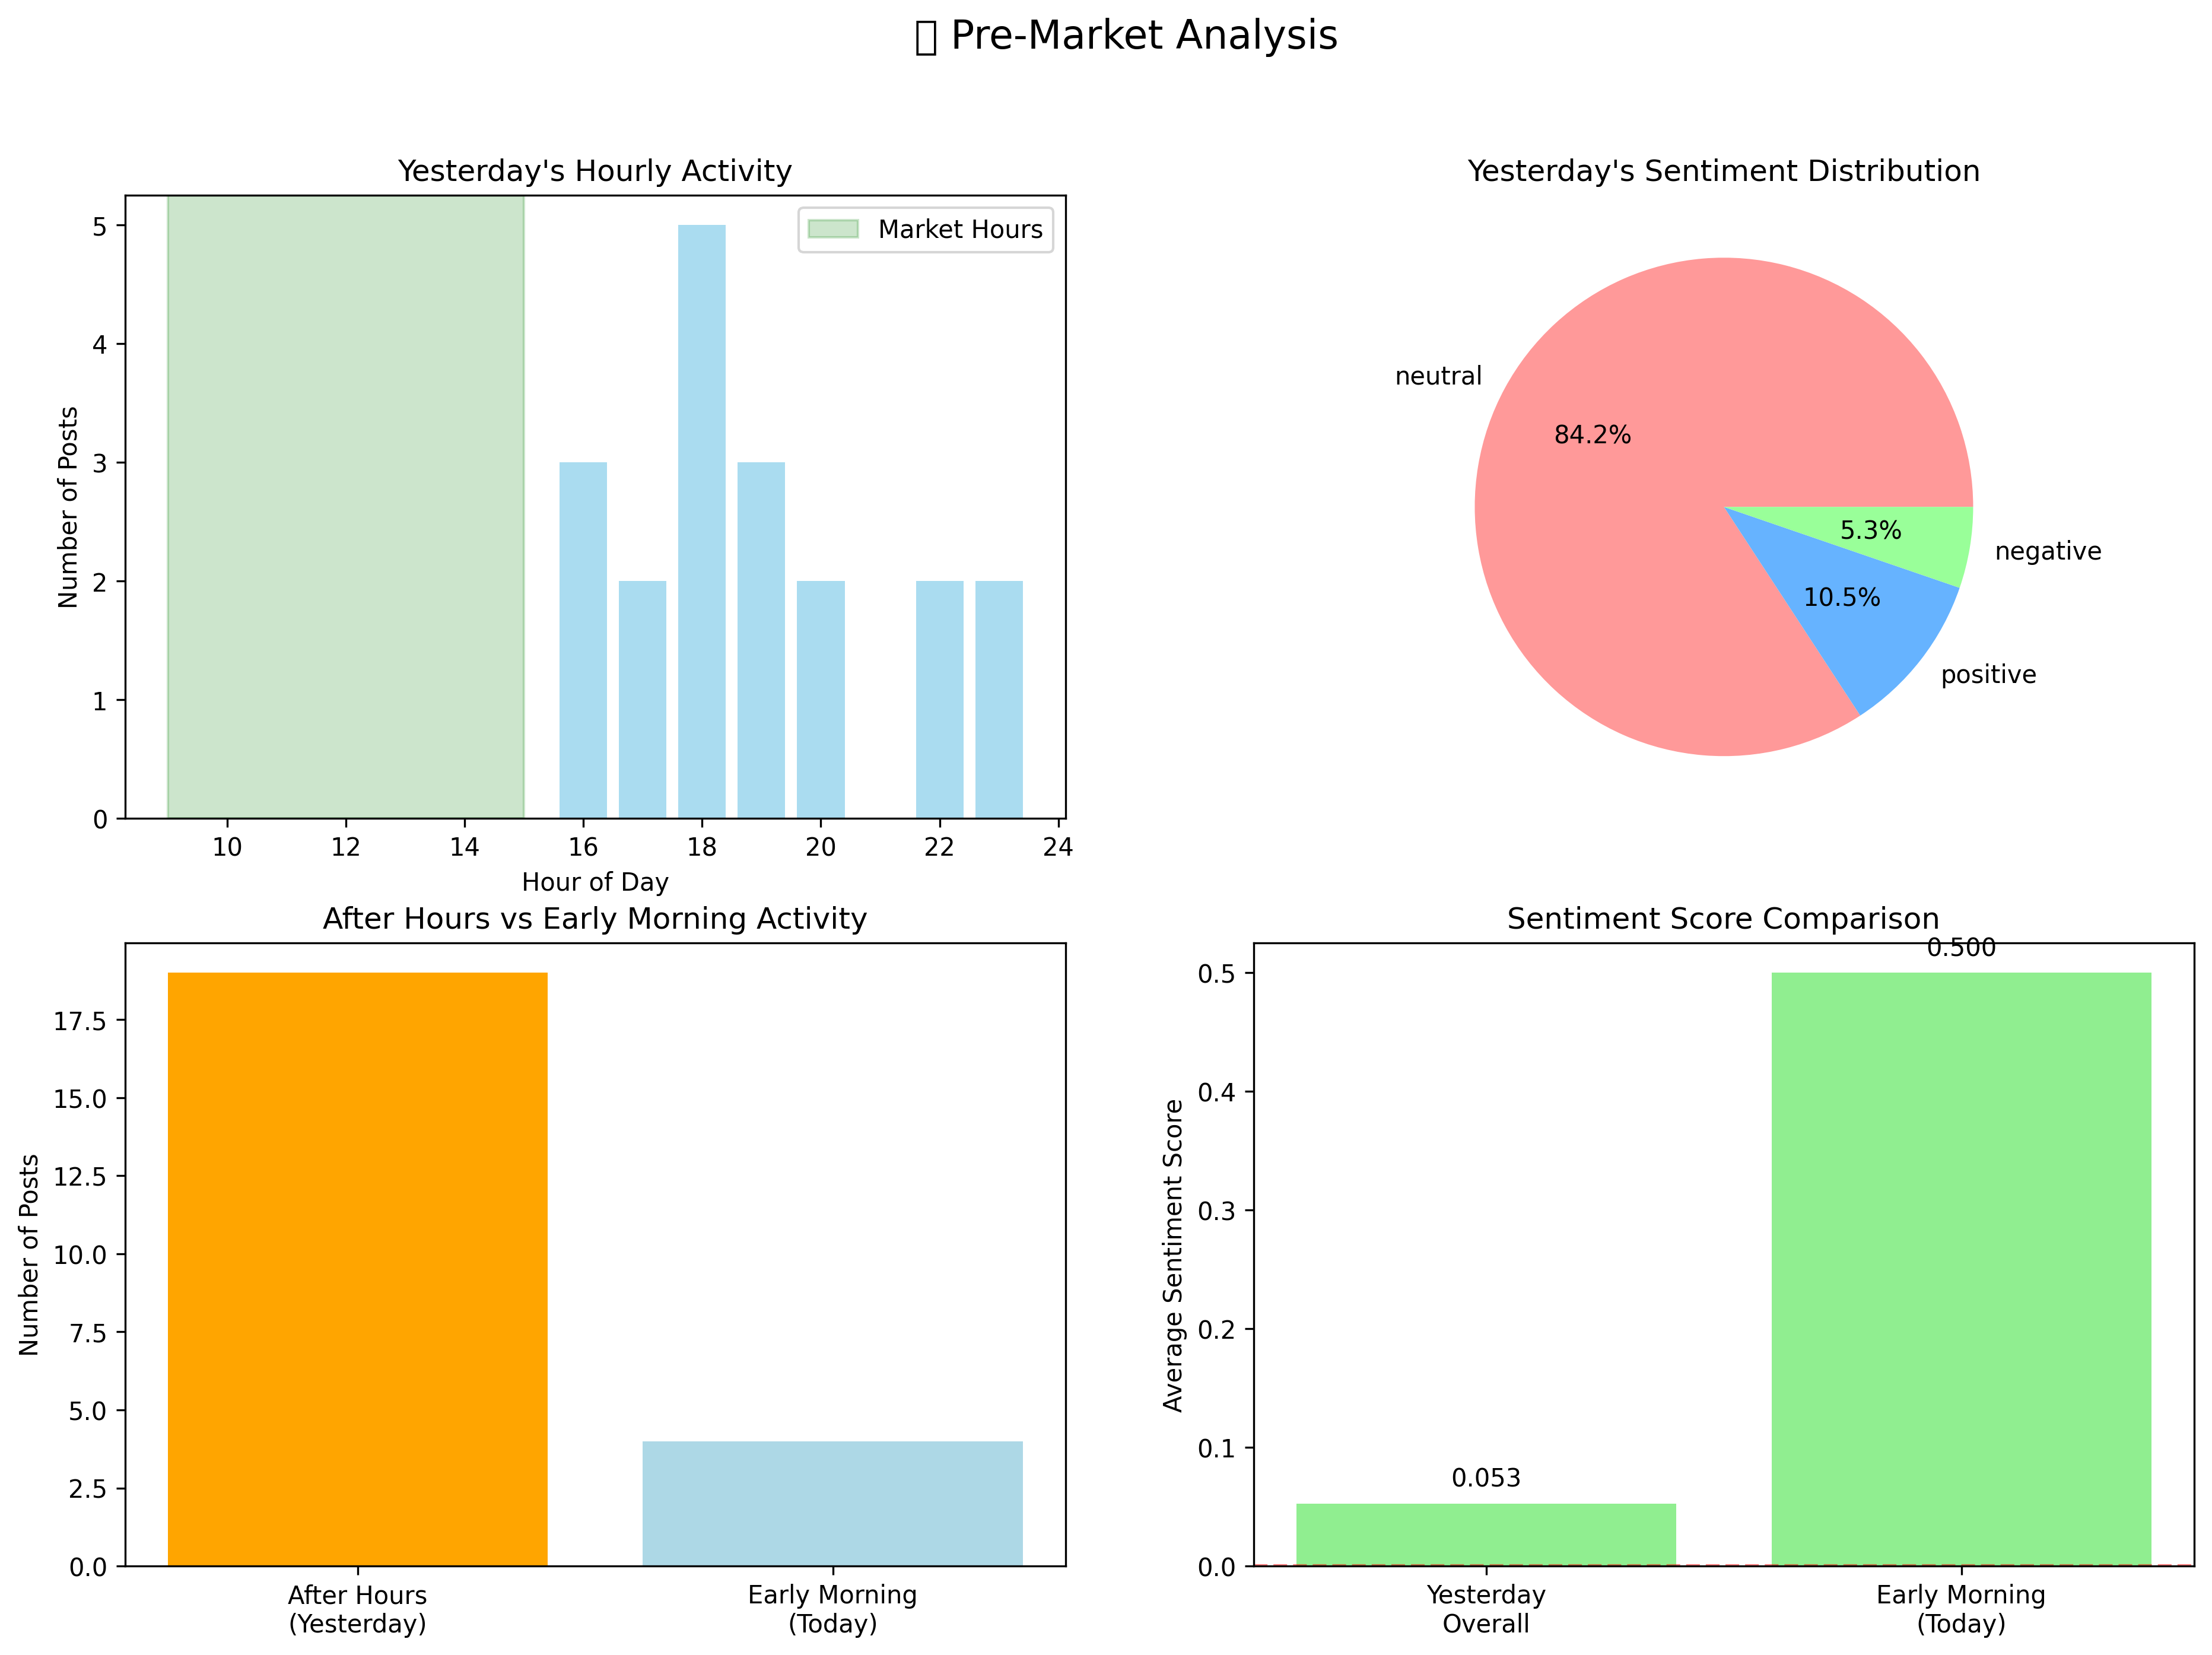 Pre-Market Analysis
Yesterday's Hourly Activity
Number of Posts
5
4
3
2
1
0
Market Hours
10 12 14 16 18 20 22 24
Hour of Day
Yesterday's Sentiment Distribution
neutral
84.2%
5.3%
negative
10.5%
positive
After Hours vs Early Morning Activity
Number of Posts
17.5
15.0
12.5
10.0
7.5
5.0
2.5
0.0
After Hours
(Yesterday)
Early Morning
(Today)
Sentiment Score Comparison
Average Sentiment Score
0.5
0.4
0.3
0.2
0.1
0.0
0.500
0.053
Yesterday
Overall
Early Morning
(Today)